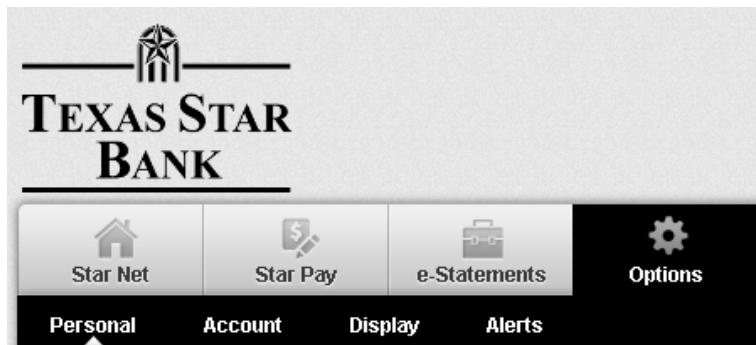 TEXAS STAR
BANK
Star Net Star Pay e-Statements Options
Personal Account Display Alerts